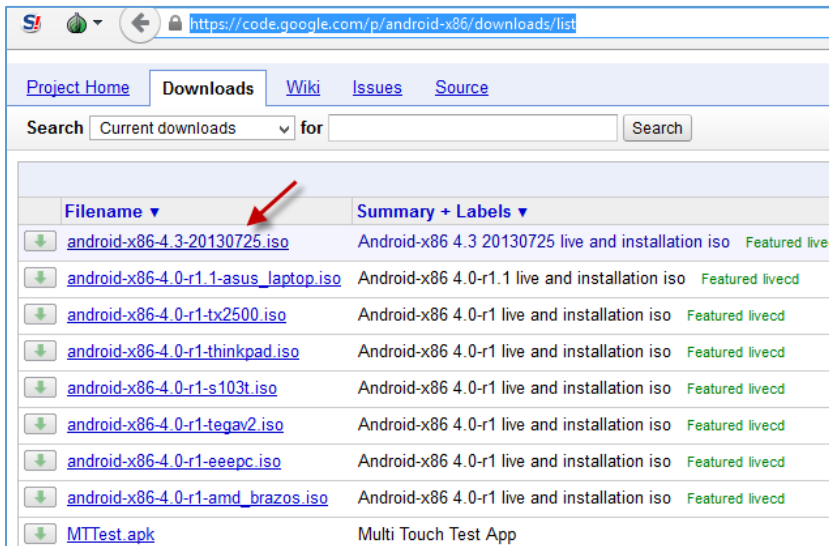 S!
https://code.google.com/p/android-x86/downloads/list
Project Home Downloads Wiki Issues Source
Search Current downloads for Search
Filename ▼ Summary + Labels ▼
android-x86-4.3-20130725.iso Android-x86 4.3 20130725 live and installation iso Featured live
android-x86-4.0-r1.1-asus_laptop.iso Android-x86 4.0-r1.1 live and installation iso Featured livecd
android-x86-4.0-r1-tx2500.iso Android-x86 4.0-r1 live and installation iso Featured livecd
android-x86-4.0-r1-thinkpad.iso Android-x86 4.0-r1 live and installation iso Featured livecd
android-x86-4.0-r1-s103t.iso Android-x86 4.0-r1 live and installation iso Featured livecd
android-x86-4.0-r1-tegav2.iso Android-x86 4.0-r1 live and installation iso Featured livecd
android-x86-4.0-r1-eeepc.iso Android-x86 4.0-r1 live and installation iso Featured livecd
android-x86-4.0-r1-amd_brazos.iso Android-x86 4.0-r1 live and installation iso Featured livecd
MTTest.apk Multi Touch Test App